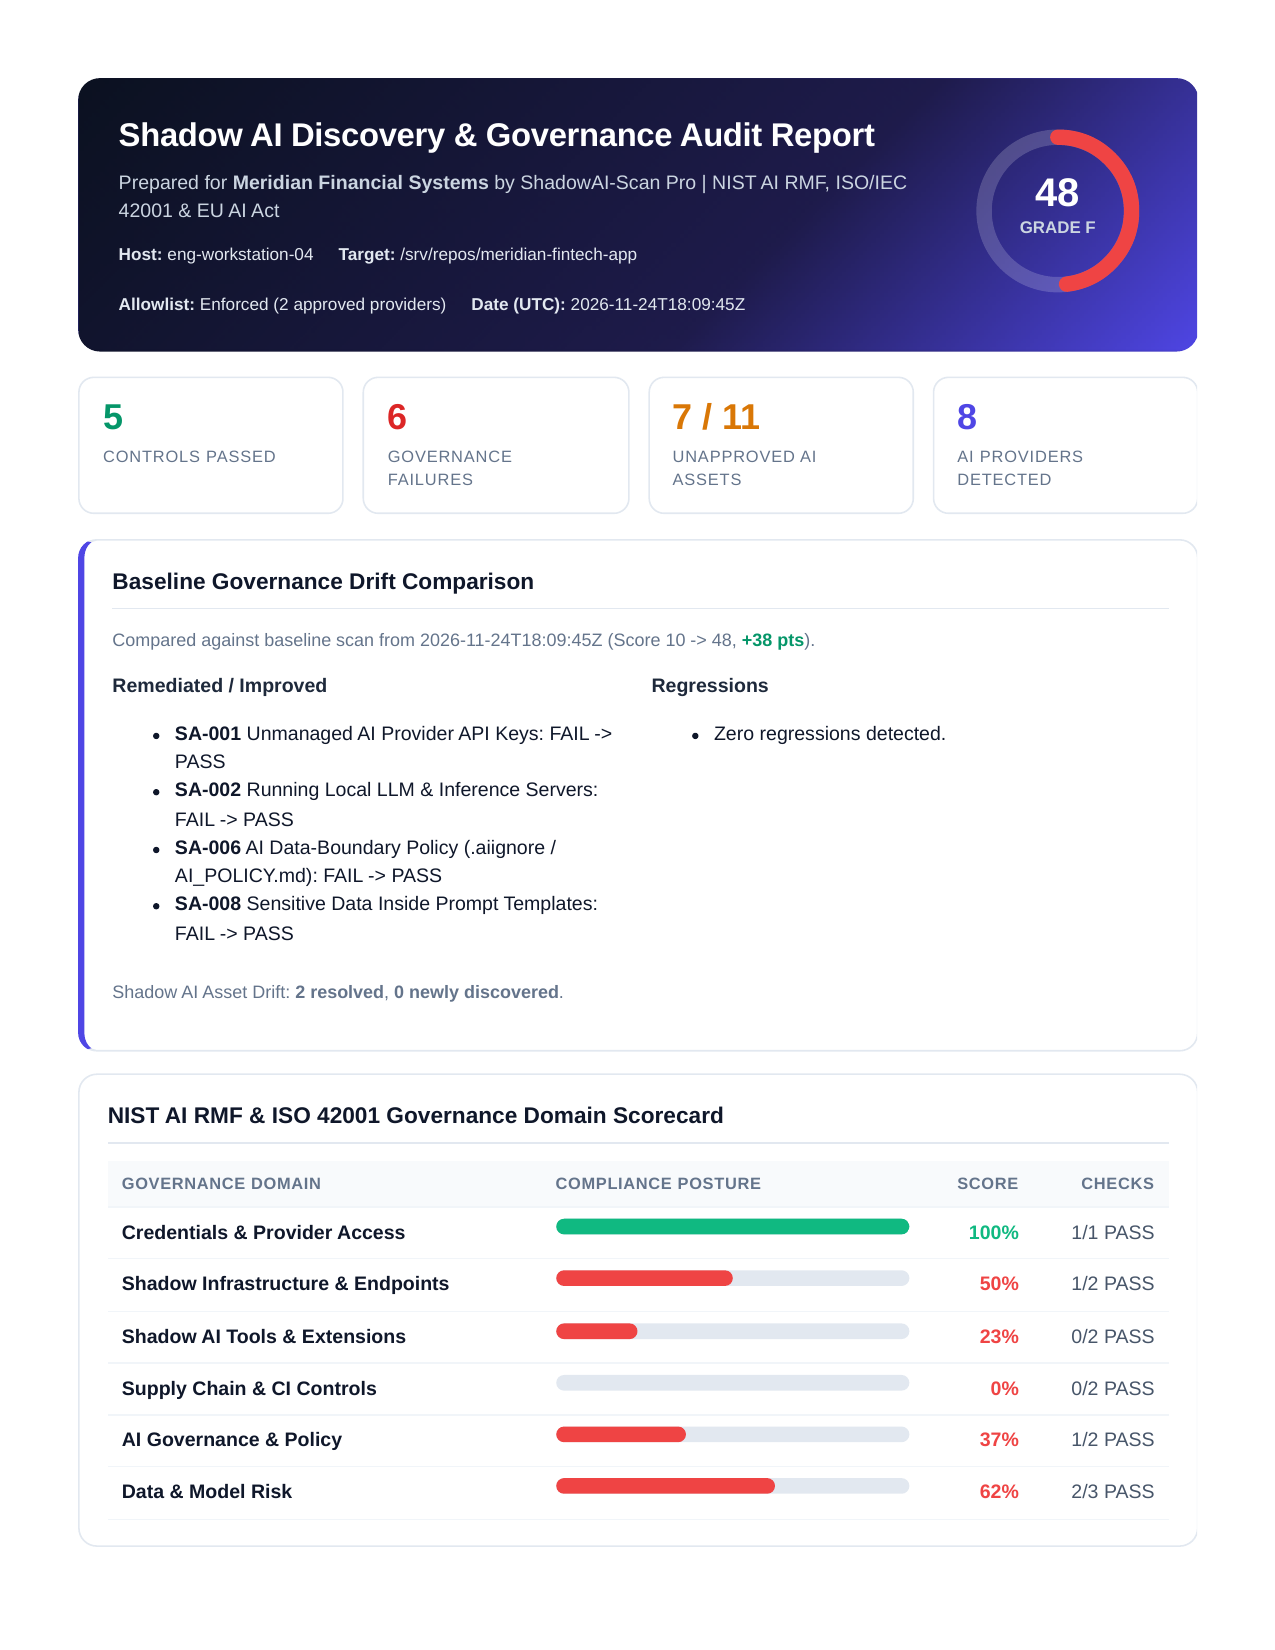 Shadow AI Discovery & Governance Audit Report
Prepared for Meridian Financial Systems by ShadowAI-Scan Pro | NIST AI RMF, ISO/IEC
42001 & EU AI Act
Host: eng-workstation-04 Target: /srv/repos/meridian-fintech-app
Allowlist: Enforced (2 approved providers) Date (UTC): 2026-11-24T18:09:45Z
48
GRADE F
5
CONTROLS PASSED
6
GOVERNANCE
FAILURES
7 / 11
UNAPPROVED AI
ASSETS
8
AI PROVIDERS
DETECTED
Baseline Governance Drift Comparison
Compared against baseline scan from 2026-11-24T18:09:45Z (Score 10 -> 48, +38 pts).
Remediated / Improved
• SA-001 Unmanaged AI Provider API Keys: FAIL ->
PASS
• SA-002 Running Local LLM & Inference Servers:
FAIL -> PASS
• SA-006 AI Data-Boundary Policy (.aiignore /
AI_POLICY.md): FAIL -> PASS
• SA-008 Sensitive Data Inside Prompt Templates:
FAIL -> PASS
Regressions
• Zero regressions detected.
Shadow AI Asset Drift: 2 resolved, 0 newly discovered.
NIST AI RMF & ISO 42001 Governance Domain Scorecard
GOVERNANCE DOMAIN COMPLIANCE POSTURE SCORE CHECKS
Credentials & Provider Access 100% 1/1 PASS
Shadow Infrastructure & Endpoints 50% 1/2 PASS
Shadow AI Tools & Extensions 23% 0/2 PASS
Supply Chain & CI Controls 0% 0/2 PASS
AI Governance & Policy 37% 1/2 PASS
Data & Model Risk 62% 2/3 PASS